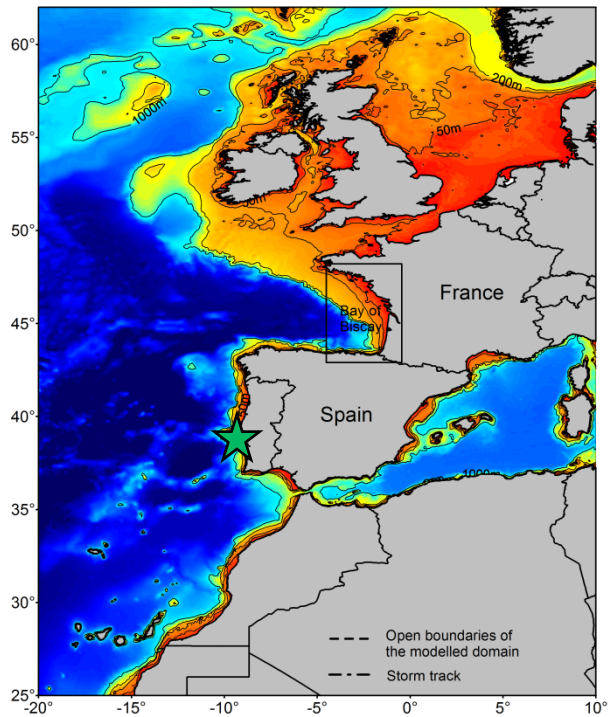 60°
200m
1000m
55°
50m
50°
France
Bay of
Biscay
45°
40°
Spain
1000m
35°
30°
Open boundaries of
the modelled domain
Storm track
25°
-20° -15° -10° -5° 0° 5° 10°